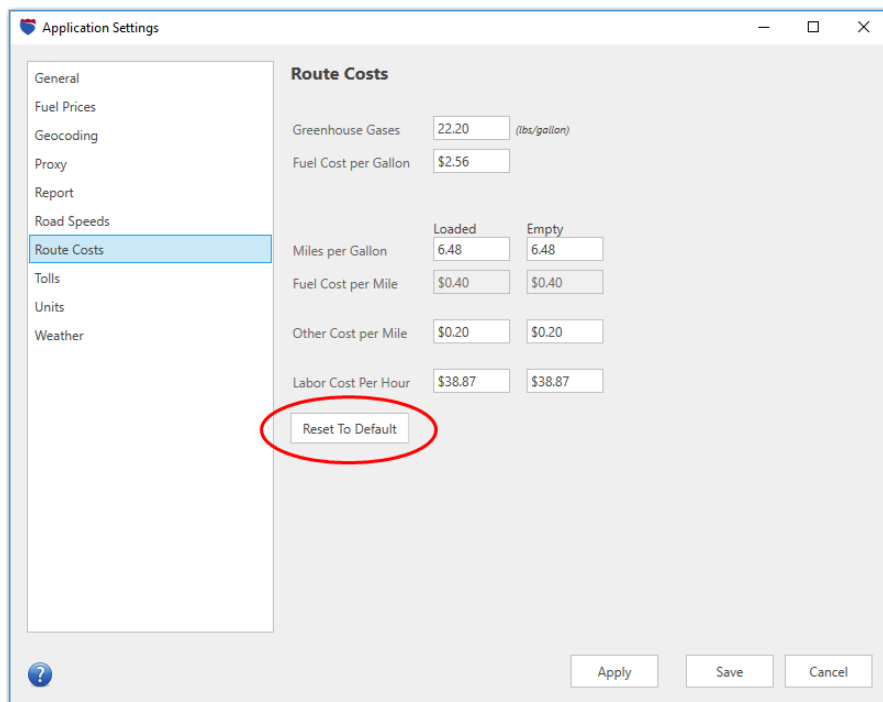 Application Settings
General
Fuel Prices
Geocoding
Proxy
Report
Road Speeds
Route Costs
Tolls
Units
Weather
Route Costs
Greenhouse Gases 22.20 (lbs/gallon)
Fuel Cost per Gallon $2.56
Loaded Empty
Miles per Gallon 6.48 6.48
Fuel Cost per Mile $0.40 $0.40
Other Cost per Mile $0.20 $0.20
Labor Cost Per Hour $38.87 $38.87
Reset To Default
? Apply Save Cancel